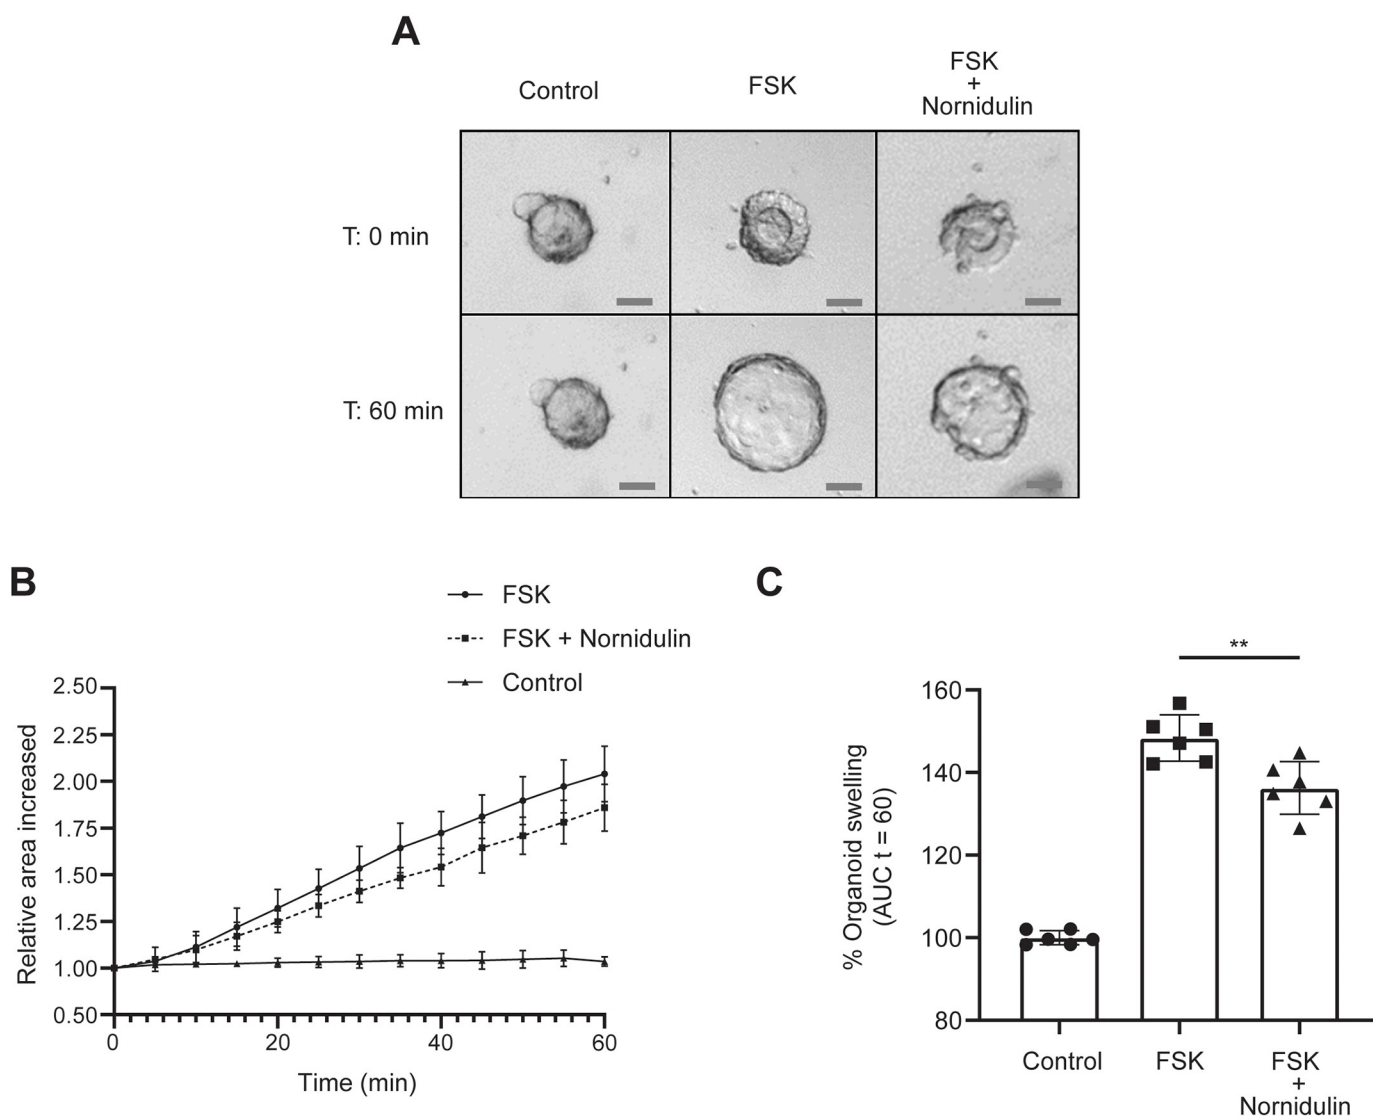 A
Control
FSK
FSK
+
Nornidulin
T: 0 min
T: 60 min
B
FSK
FSK + Nornidulin
Control
2.50
2.25
2.00
1.75
1.50
1.25
1.00
0.50
Relative area increased
0
20
40
60
Time (min)
C
**
160
140
120
100
80
% Organoid swelling
(AUC t = 60)
Control
FSK
FSK
+
Nornidulin